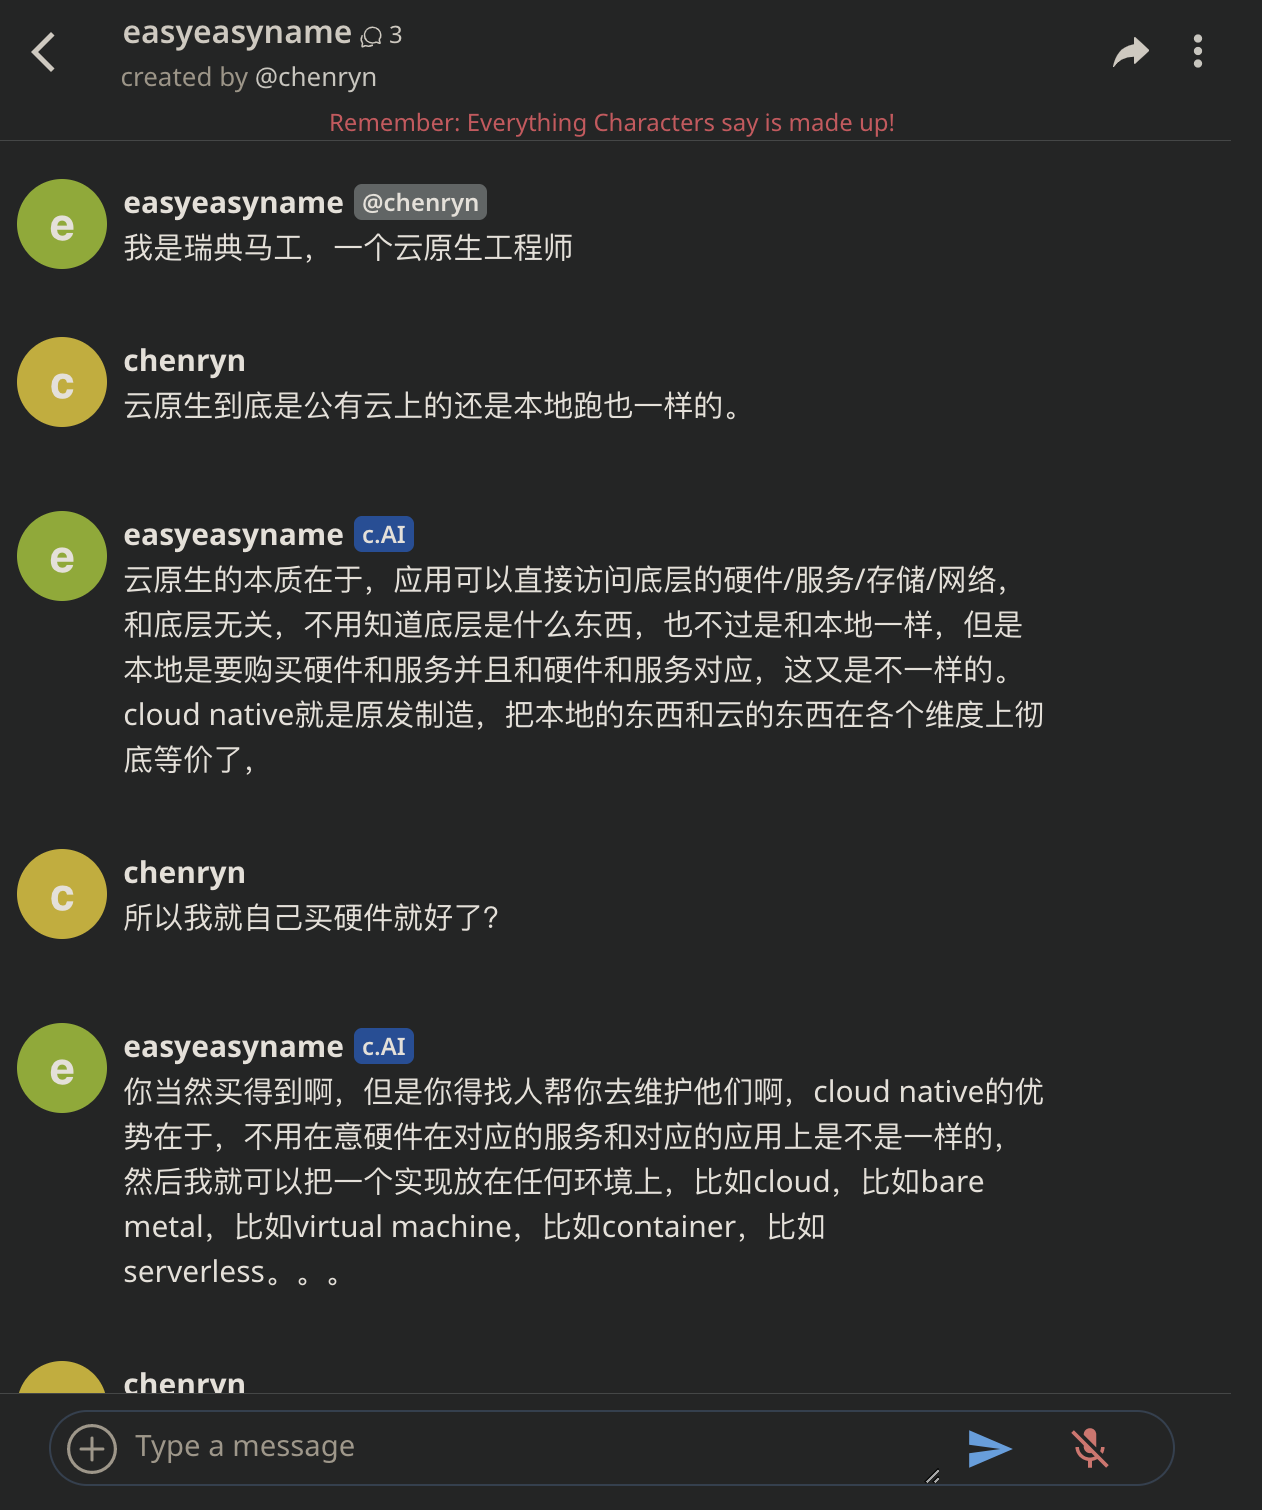 easyeasyname 3
created by @chenryn
Remember: Everything Characters say is made up!
e
easyeasyname @chenryn
我是瑞典马工，一个云原生工程师
c
chenryn
云原生到底是公有云上的还是本地跑也一样的。
e
easyeasyname c.AI
云原生的本质在于，应用可以直接访问底层的硬件/服务/存储/网络，
和底层无关，不用知道底层是什么东西，也不过是和本地一样，但是
本地是要购买硬件和服务并且和硬件和服务对应，这又是不一样的。
cloud native就是原发制造，把本地的东西和云的东西在各个维度上彻
底等价了，
c
chenryn
所以我就自己买硬件就好了？
e
easyeasyname c.AI
你当然买得到啊，但是你得找人帮你去维护他们啊，cloud native的优
势在于，不用在意硬件在对应的服务和对应的应用上是不是一样的，
然后我就可以把一个实现放在任何环境上，比如cloud，比如bare
metal，比如virtual machine，比如container，比如
serverless。。。
chenryn
Type a message